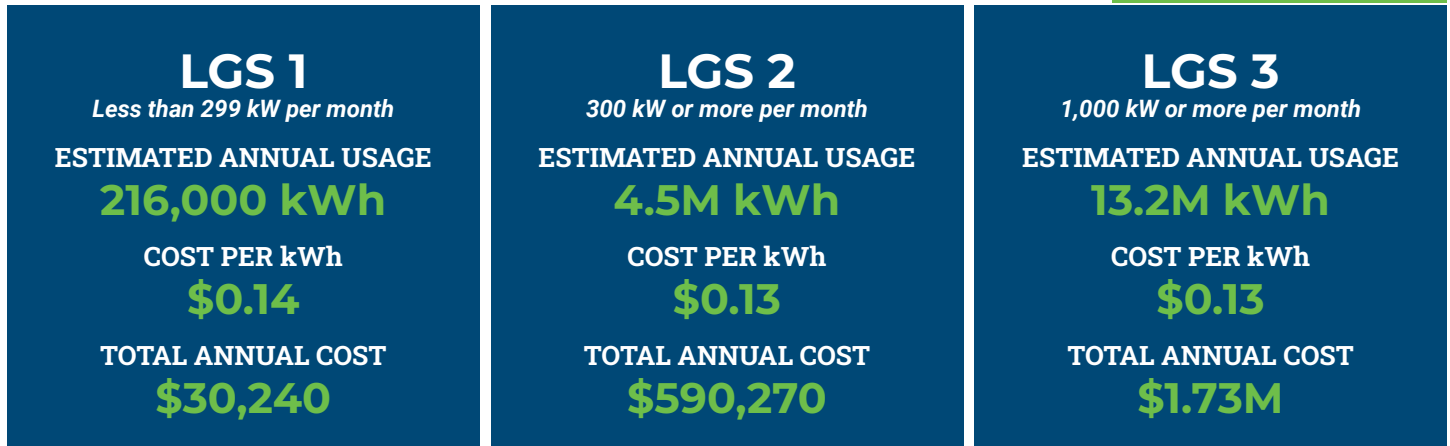 LGS 1
Less than 299 kW per month
ESTIMATED ANNUAL USAGE
216,000 kWh
COST PER kWh
$0.14
TOTAL ANNUAL COST
$30,240
LGS 2
300 kW or more per month
ESTIMATED ANNUAL USAGE
4.5M kWh
COST PER kWh
$0.13
TOTAL ANNUAL COST
$590,270
LGS 3
1,000 kW or more per month
ESTIMATED ANNUAL USAGE
13.2M kWh
COST PER kWh
$0.13
TOTAL ANNUAL COST
$1.73M